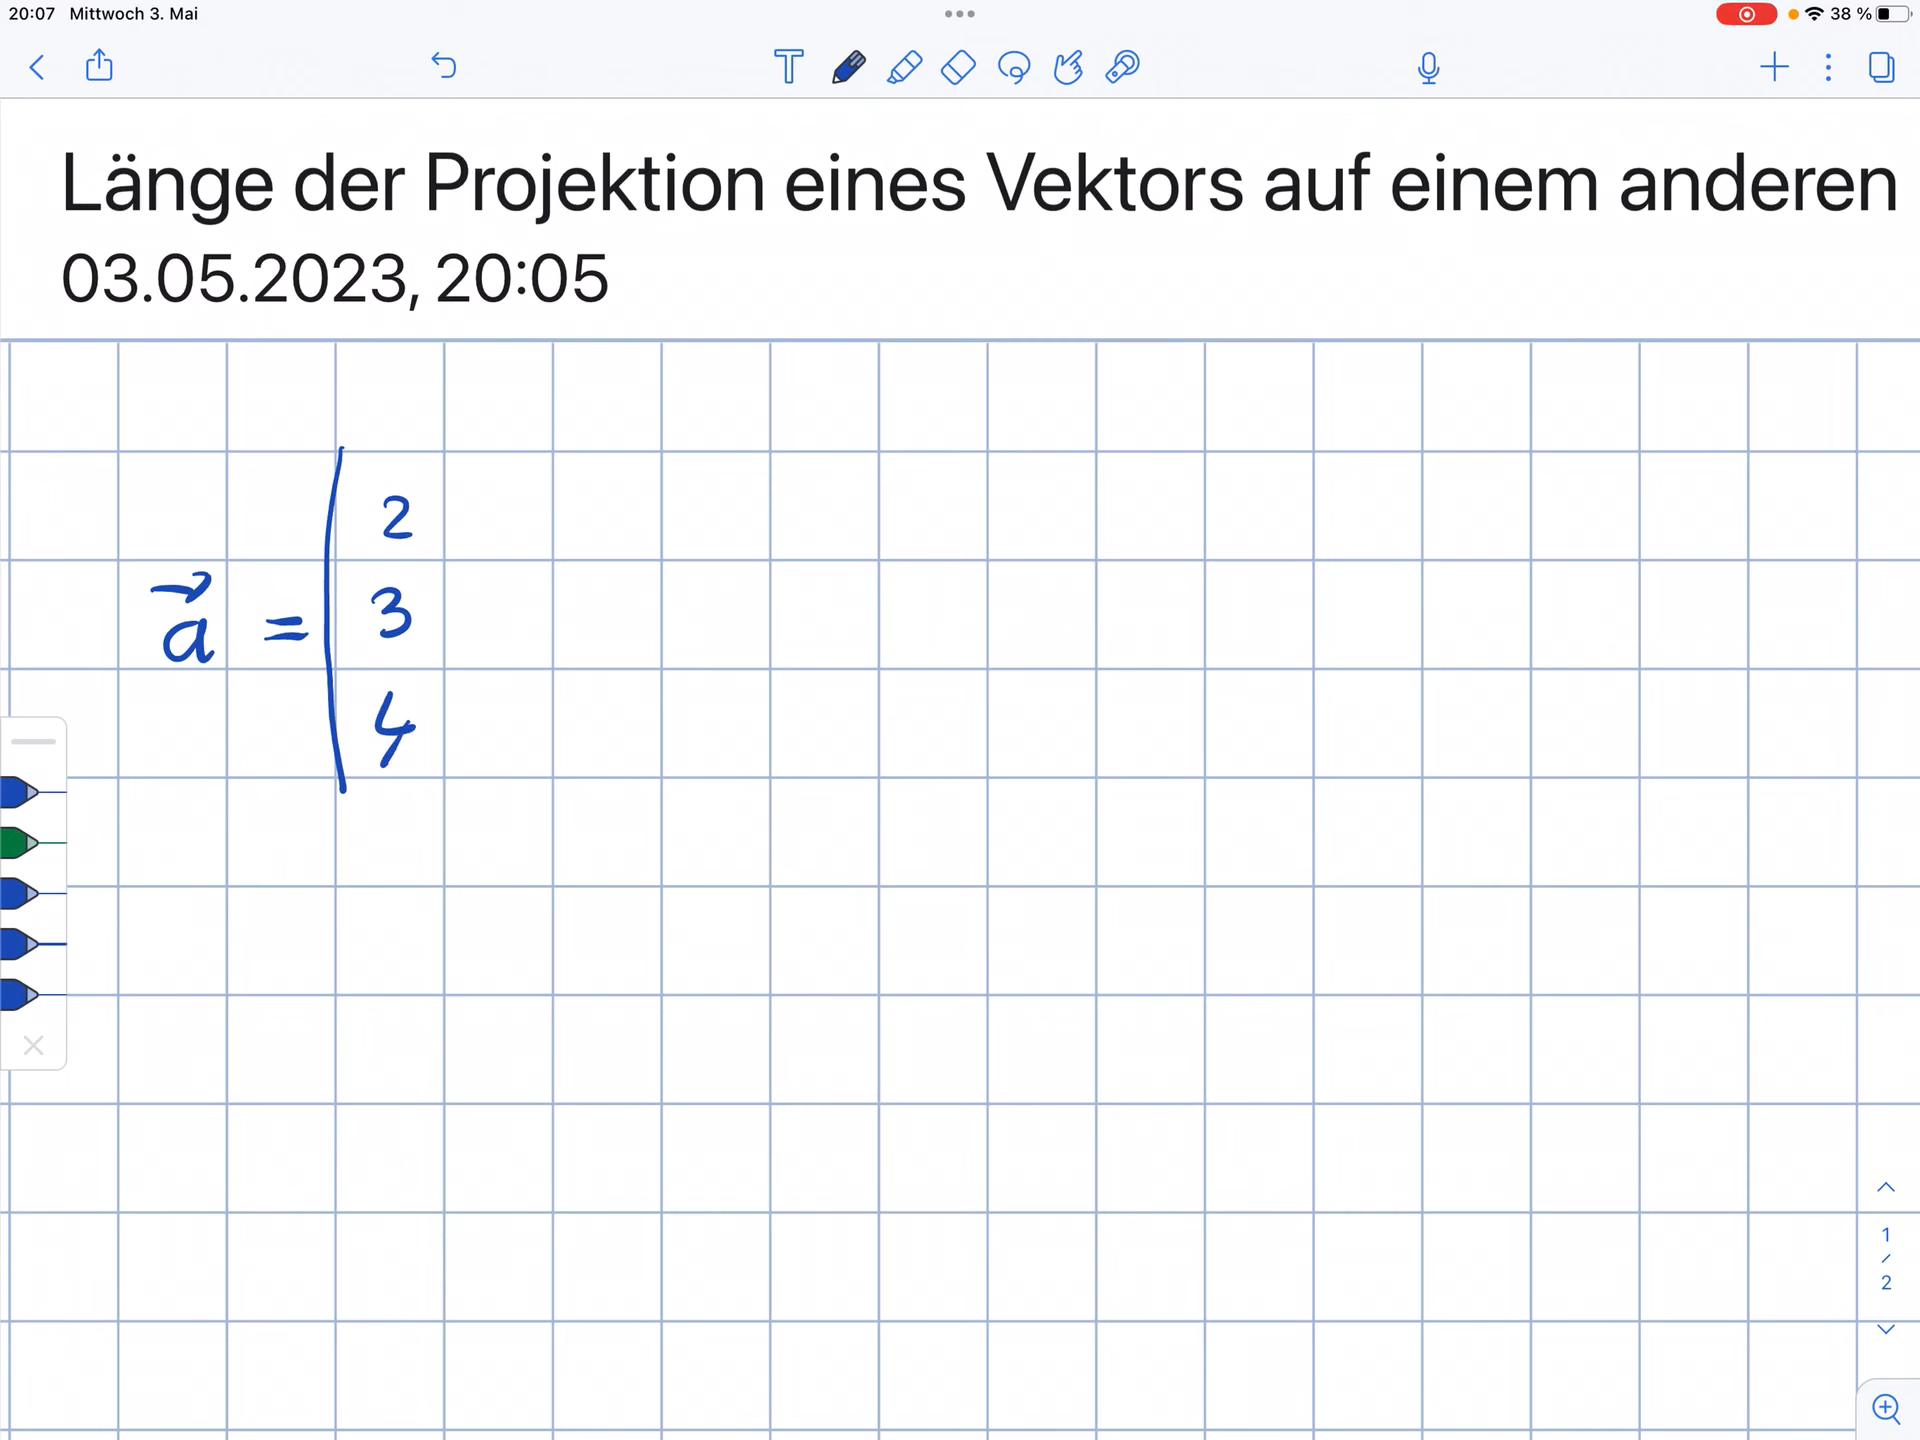 20:07 Mittwoch 3. Mai
38 %
Länge der Projektion eines Vektors auf einem anderen
03.05.2023, 20:05
2
a⃗ = ( 3
4
1
/
2